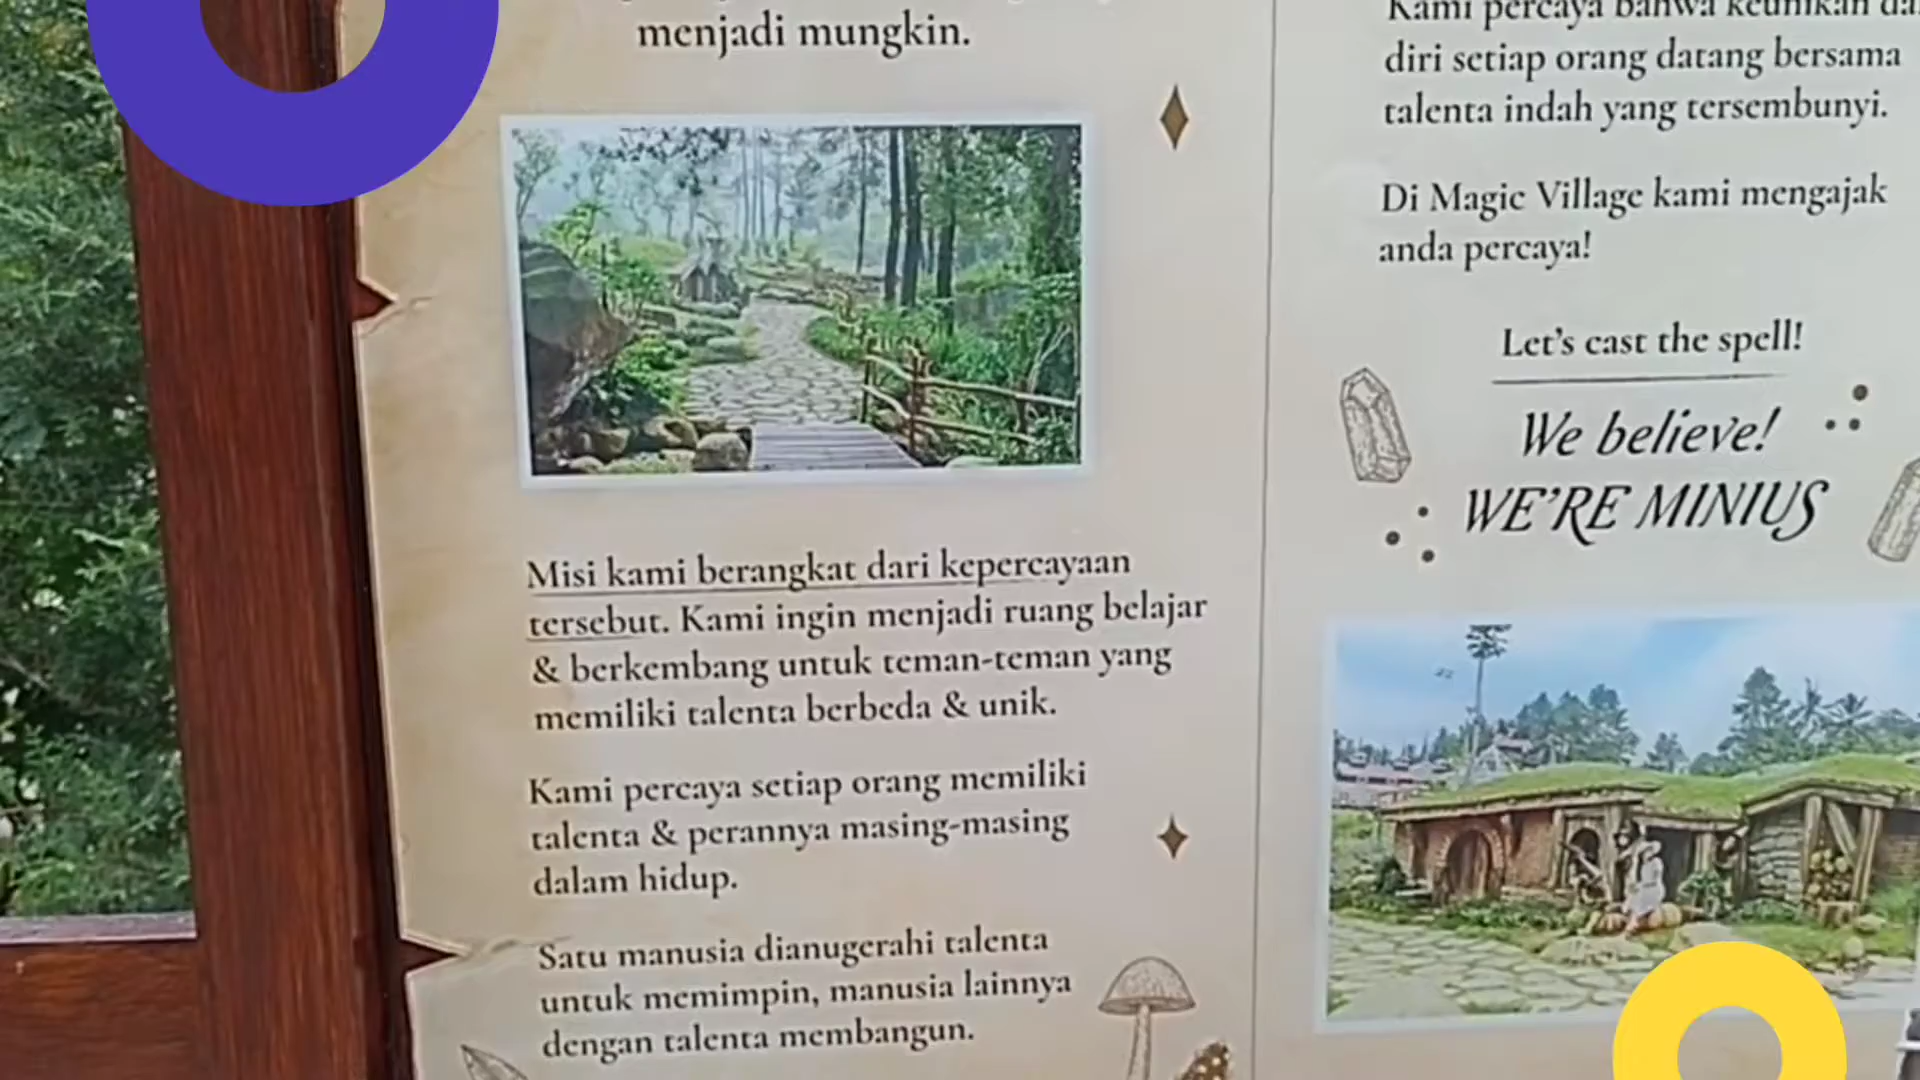 menjadi mungkin.
Misi kami berangkat dari kepercayaan
tersebut. Kami ingin menjadi ruang belajar
& berkembang untuk teman-teman yang
memiliki talenta berbeda & unik.
Kami percaya setiap orang memiliki
talenta & perannya masing-masing
dalam hidup.
Satu manusia dianugerahi talenta
untuk memimpin, manusia lainnya
dengan talenta membangun.
Kami percaya bahwa keunikan
diri setiap orang datang bersama
talenta indah yang tersembunyi.
Di Magic Village kami mengajak
anda percaya!
Let's cast the spell!
We believe!
WE'RE MINIUS